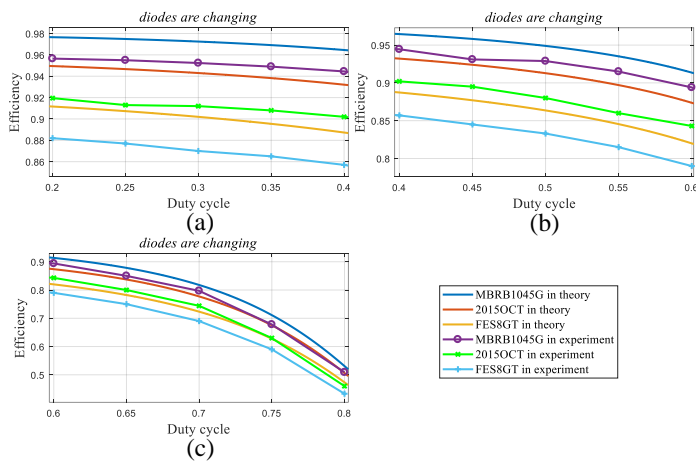 diodes are changing
Efficiency
0.98
0.96
0.94
0.92
0.9
0.88
0.86
0.2
0.25
0.3
0.35
0.4
Duty cycle
(a)
diodes are changing
Efficiency
0.95
0.9
0.85
0.8
0.4
0.45
0.5
0.55
0.6
Duty cycle
(b)
diodes are changing
Efficiency
0.9
0.8
0.7
0.6
0.5
0.6
0.65
0.7
0.75
0.8
Duty cycle
(c)
MBRB1045G in theory
2015OCT in theory
FES8GT in theory
MBRB1045G in experiment
2015OCT in experiment
FES8GT in experiment